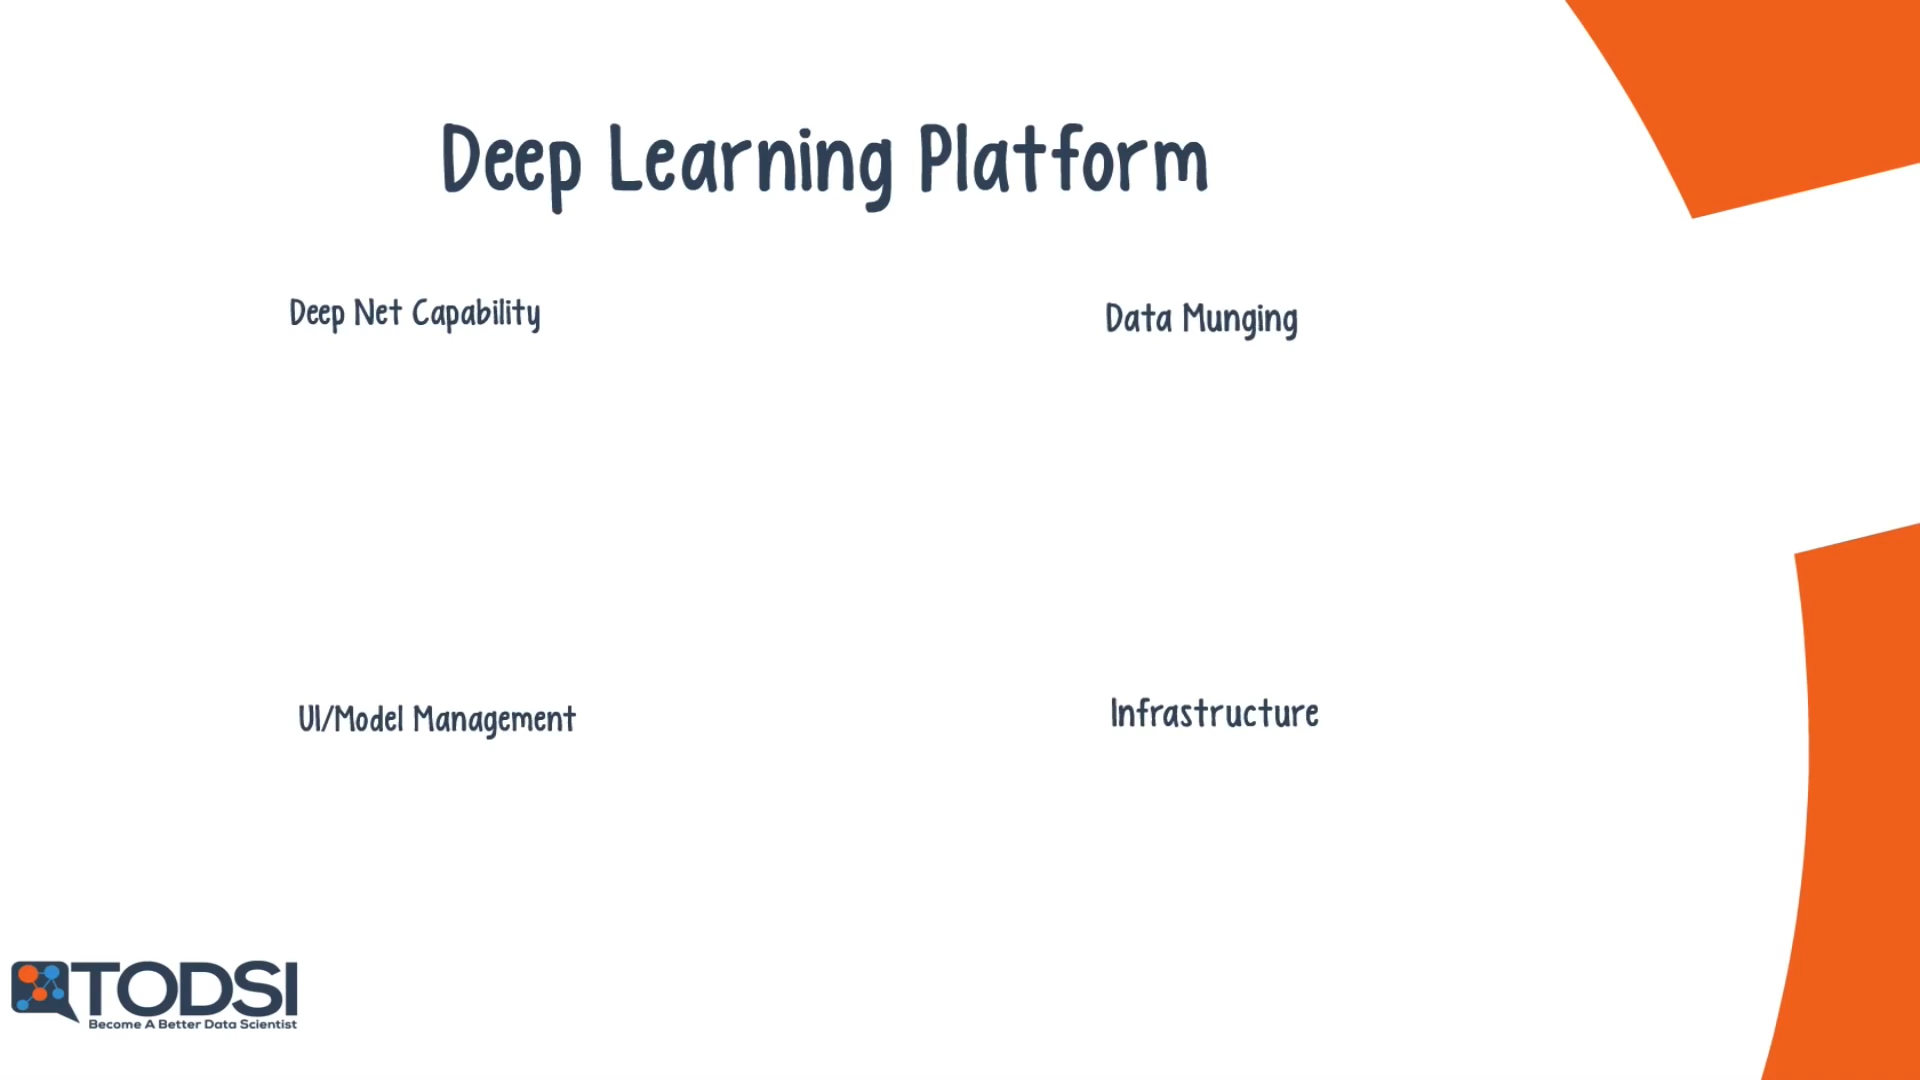 Deep Learning Platform
Deep Net Capability
Data Munging
UI/Model Management
Infrastructure
TODSI
Become A Better Data Scientist